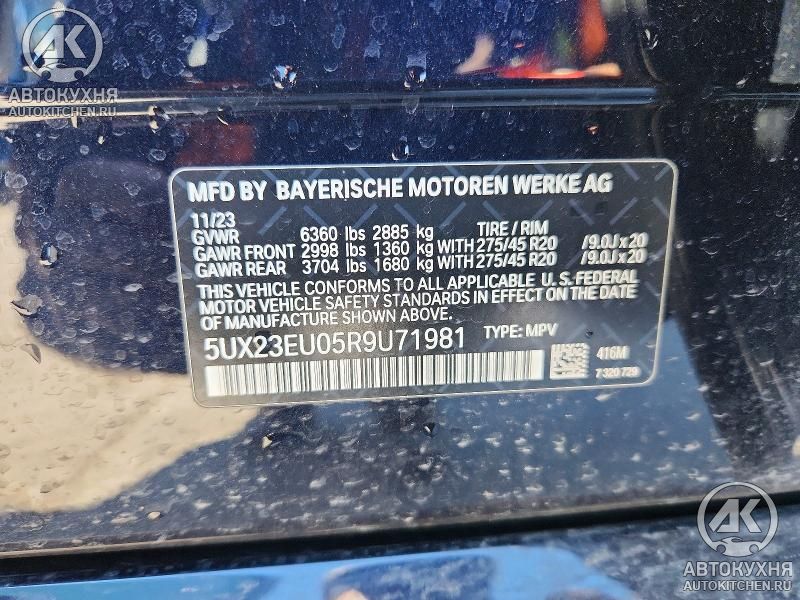 AK
АВТОКУХНЯ
AUTOKITCHEN.RU
MFD BY BAYERISCHE MOTOREN WERKE AG
11/23
GVWR 6360 lbs 2885 kg TIRE / RIM
GAWR FRONT 2998 lbs 1360 kg WITH 275/45 R20 /9.0J x 20
GAWR REAR 3704 lbs 1680 kg WITH 275/45 R20 /9.0J x 20
THIS VEHICLE CONFORMS TO ALL APPLICABLE U. S. FEDERAL
MOTOR VEHICLE SAFETY STANDARDS IN EFFECT ON THE DATE
OF MANUFACTURE SHOWN ABOVE.
5UX23EU05R9U71981 TYPE: MPV
416M
7 320 729
AK
АВТОКУХНЯ
AUTOKITCHEN.RU